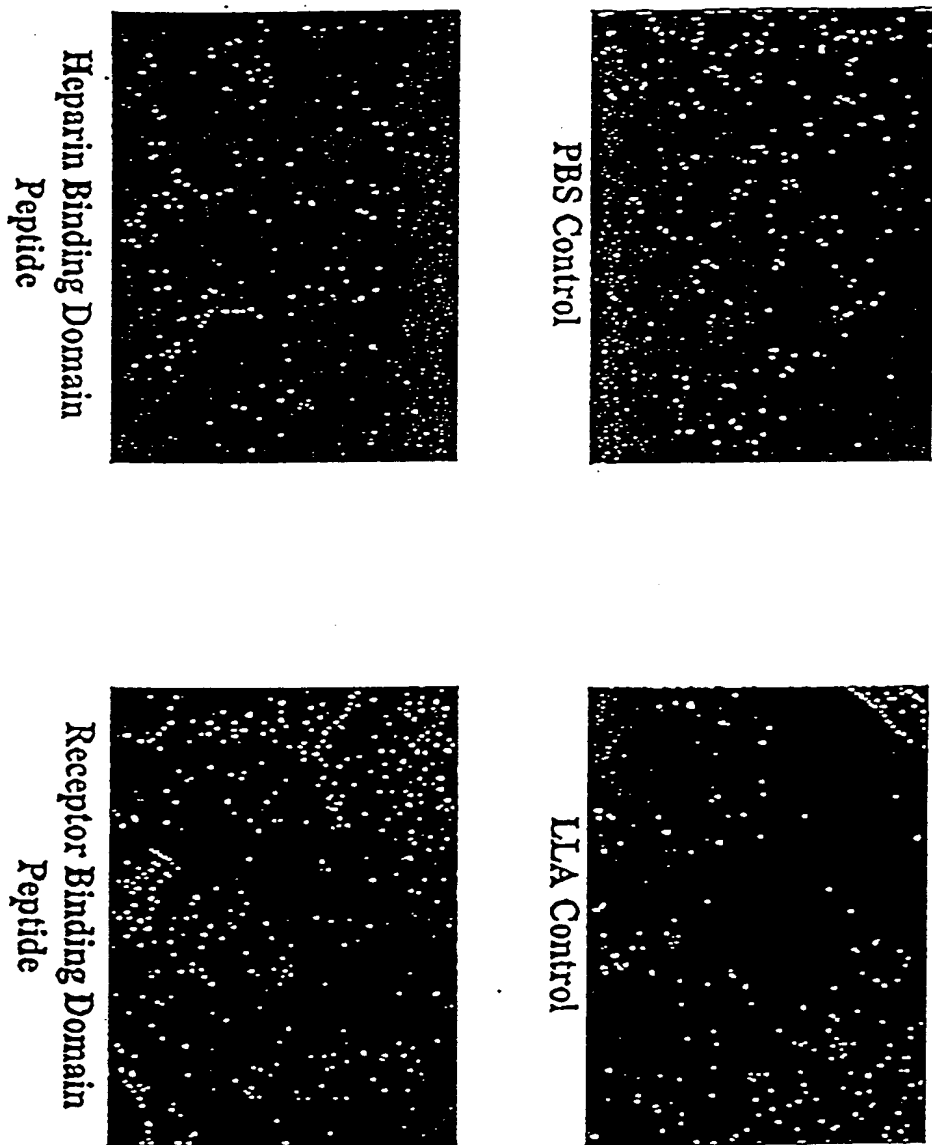 PBS Control
LLA Control
Heparin Binding Domain
Peptide
Receptor Binding Domain
Peptide